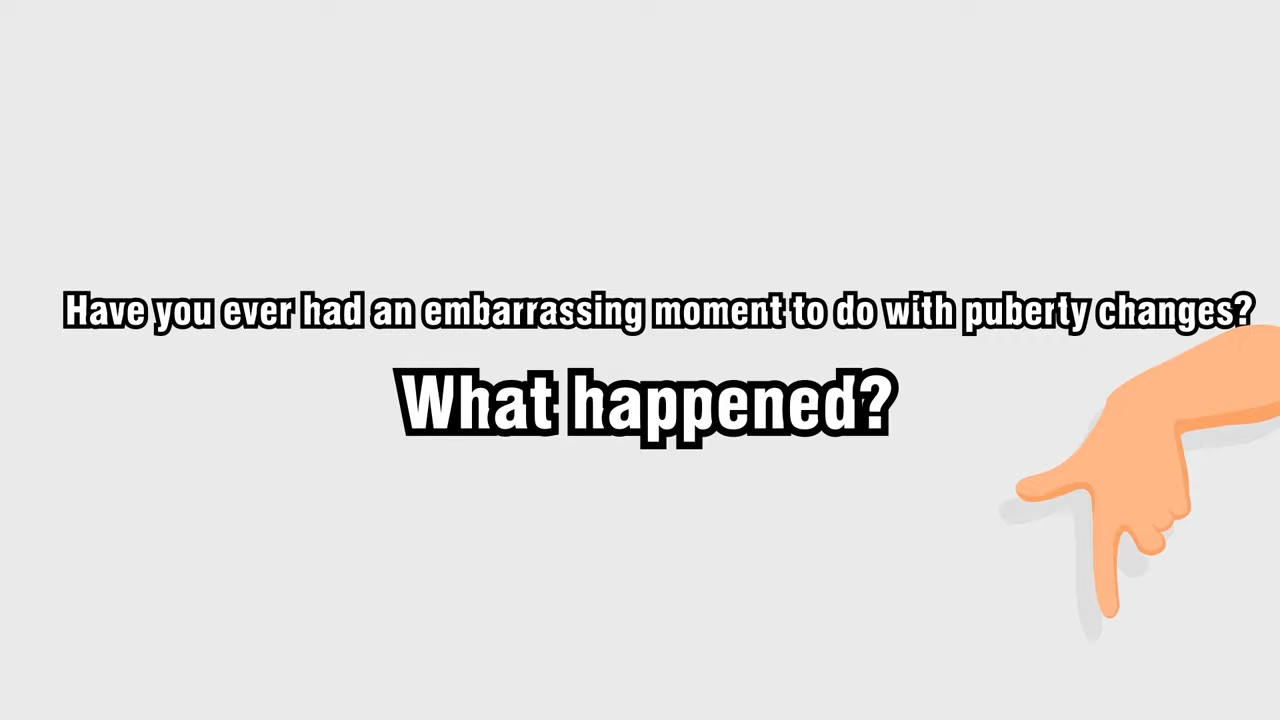 Have you ever had an embarrassing moment to do with puberty changes?
What happened?